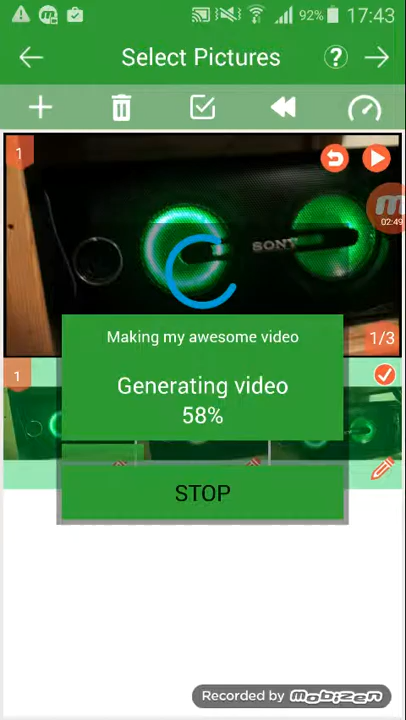 92% 17:43
Select Pictures ?
1
SONY
02:49
1/3
1
Making my awesome video
Generating video
58%
STOP
Recorded by mobizen